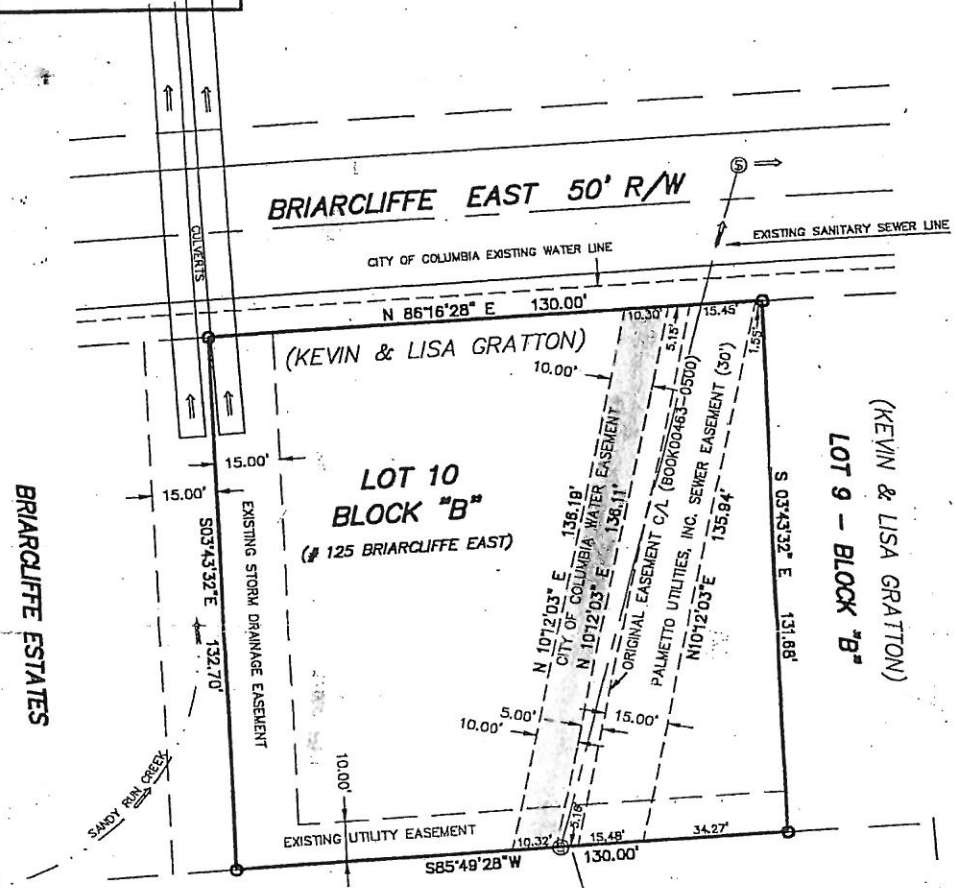 BRIARCLIFFE EAST 50' R/W
EXISTING SANITARY SEWER LINE
S
CITY OF COLUMBIA EXISTING WATER LINE
CULVERTS
N 86°16'28" E 130.00'
10.30'
15.45'
5.15'
1.55'
(KEVIN & LISA GRATTON)
10.00'
LOT 10
BLOCK "B"
(# 125 BRIARCLIFFE EAST)
15.00'
15.00'
EXISTING STORM DRAINAGE EASEMENT
S03°43'32"E 132.70'
N 10°12'03" E 138.18'
CITY OF COLUMBIA WATER EASEMENT
N 10°12'03" E 138.11'
ORIGINAL EASEMENT C/L (BOOK00463-0500)
PALMETTO UTILITIES, INC. SEWER EASEMENT (30')
N10°12'03"E 135.94'
S 03°43'32" E 131.68'
(KEVIN & LISA GRATTON)
LOT 9 - BLOCK "B"
BRIARCLIFFE ESTATES
SANDY RUN CREEK
5.00'
10.00'
15.00'
10.00'
EXISTING UTILITY EASEMENT
10.32'
5.16'
15.48'
34.27'
S85°49'28"W 130.00'